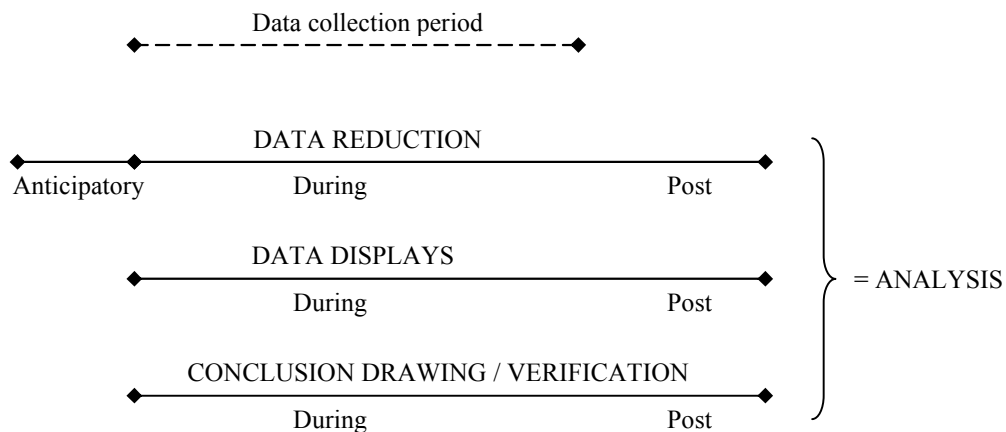 Data collection period
DATA REDUCTION
Anticipatory During Post
DATA DISPLAYS
During Post
= ANALYSIS
CONCLUSION DRAWING / VERIFICATION
During Post